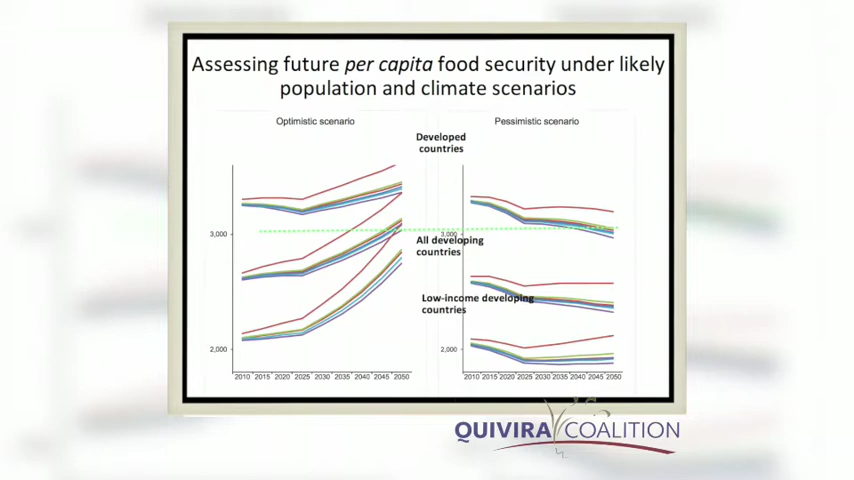 Assessing future per capita food security under likely
population and climate scenarios
Optimistic scenario
Pessimistic scenario
Developed
countries
3,000
3,000
All developing
countries
Low-income developing
countries
2,000
2,000
2010 2015 2020 2025 2030 2035 2040 2045 2050
2010 2015 2020 2025 2030 2035 2040 2045 2050
QUIVIRA COALITION